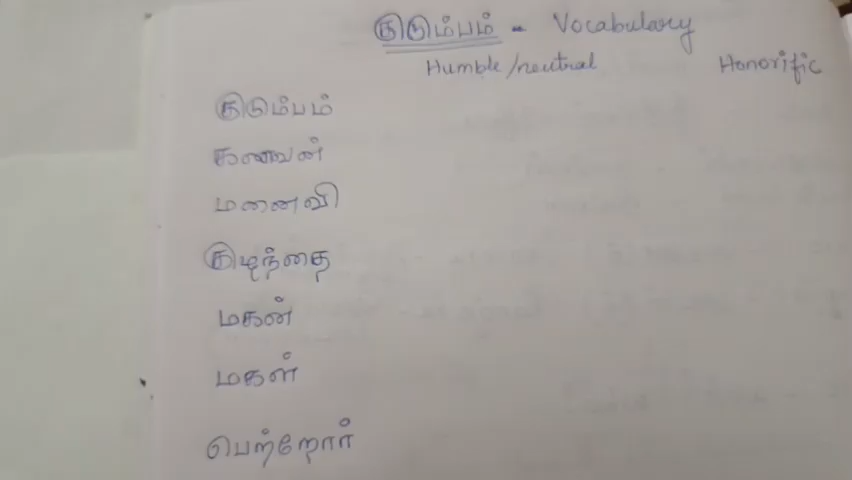 குடும்பம் - Vocabulary
Humble/neutral Honorific
குடும்பம்
கணவன்
மனைவி
குழந்தை
மகன்
மகள்
பெற்றோர்